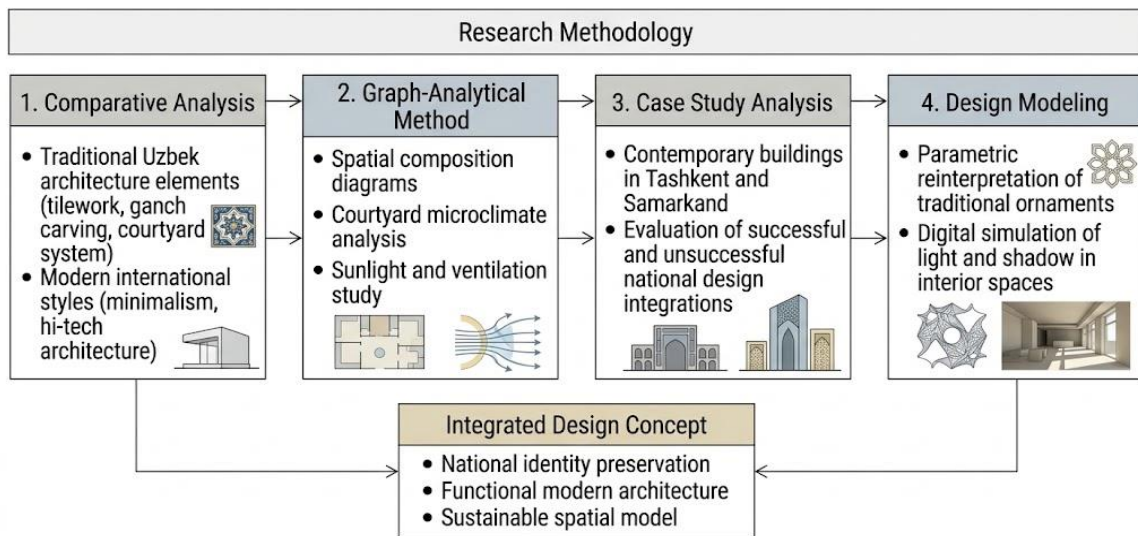 Research Methodology
1. Comparative Analysis
• Traditional Uzbek
architecture elements
(tilework, ganch
carving, courtyard
system)
• Modern international
styles (minimalism,
hi-tech
architecture)
2. Graph-Analytical
Method
• Spatial composition
diagrams
• Courtyard microclimate
analysis
• Sunlight and ventilation
study
3. Case Study Analysis
• Contemporary buildings
in Tashkent and
Samarkand
• Evaluation of successful
and unsuccessful
national design
integrations
4. Design Modeling
• Parametric
reinterpretation of
traditional ornaments
• Digital simulation of
light and shadow in
interior spaces
Integrated Design Concept
• National identity preservation
• Functional modern architecture
• Sustainable spatial model